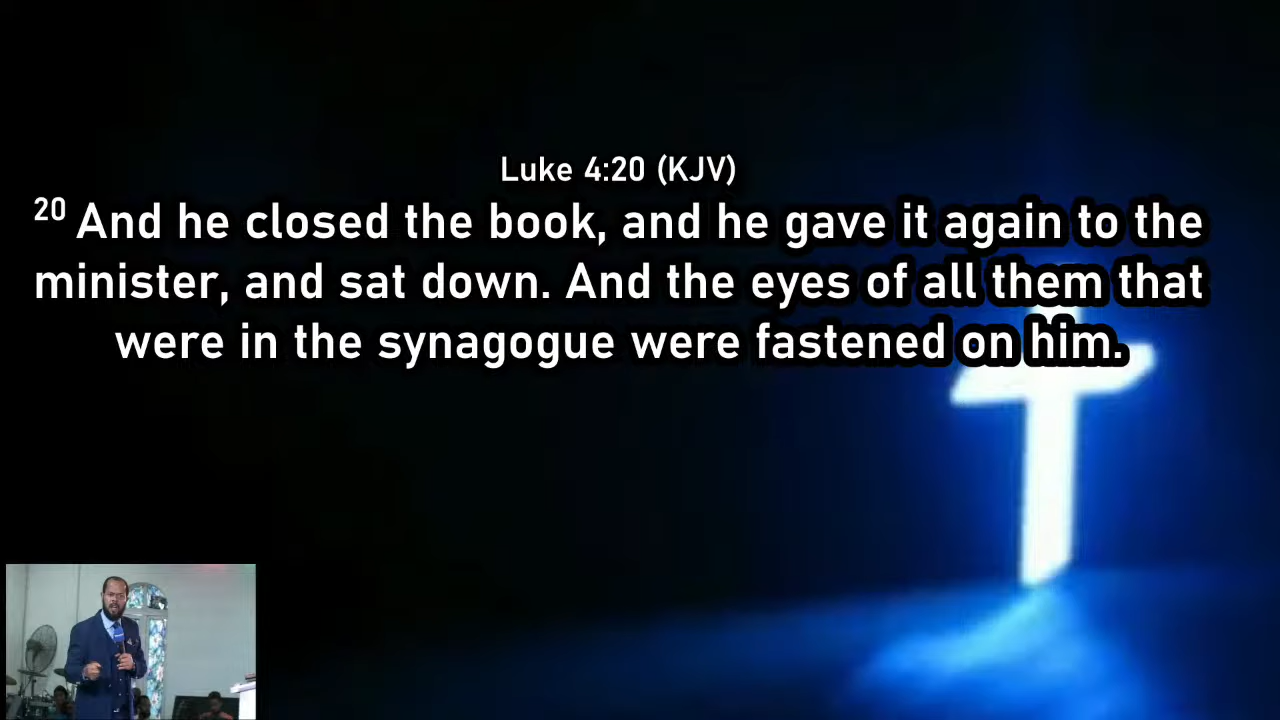 Luke 4:20 (KJV)
20 And he closed the book, and he gave it again to the
minister, and sat down. And the eyes of all them that
were in the synagogue were fastened on him.